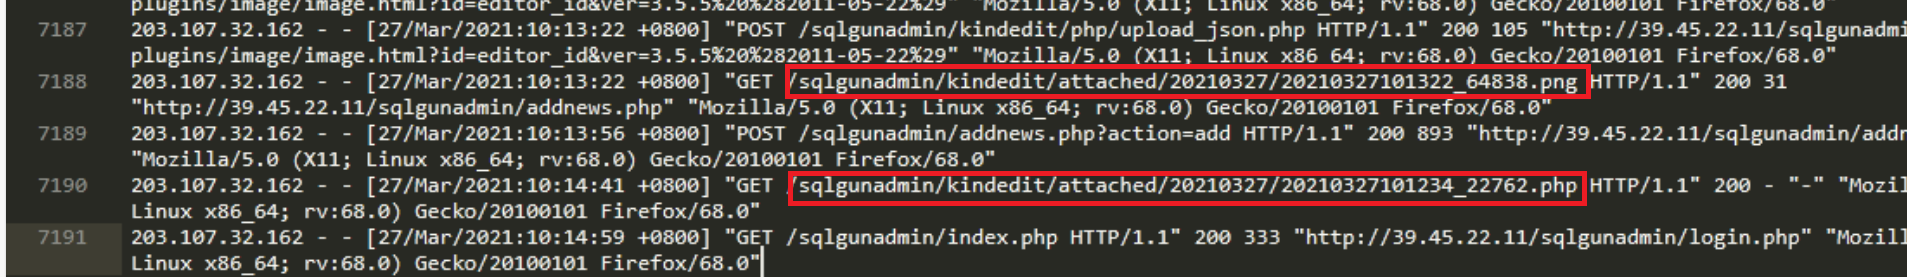 plugins/image/image.html?id=editor_id&ver=3.5.5%20%282011-05-22%29" "Mozilla/5.0 (X11; Linux x86_64; rv:68.0) Gecko/20100101 Firefox/68.0"
7187 203.107.32.162 - - [27/Mar/2021:10:13:22 +0800] "POST /sqlgunadmin/kindedit/php/upload_json.php HTTP/1.1" 200 105 "http://39.45.22.11/sqlgunadmi
plugins/image/image.html?id=editor_id&ver=3.5.5%20%282011-05-22%29" "Mozilla/5.0 (X11; Linux x86_64; rv:68.0) Gecko/20100101 Firefox/68.0"
7188 203.107.32.162 - - [27/Mar/2021:10:13:22 +0800] "GET /sqlgunadmin/kindedit/attached/20210327/20210327101322_64838.png HTTP/1.1" 200 31
"http://39.45.22.11/sqlgunadmin/addnews.php" "Mozilla/5.0 (X11; Linux x86_64; rv:68.0) Gecko/20100101 Firefox/68.0"
7189 203.107.32.162 - - [27/Mar/2021:10:13:56 +0800] "POST /sqlgunadmin/addnews.php?action=add HTTP/1.1" 200 893 "http://39.45.22.11/sqlgunadmin/addn
"Mozilla/5.0 (X11; Linux x86_64; rv:68.0) Gecko/20100101 Firefox/68.0"
7190 203.107.32.162 - - [27/Mar/2021:10:14:41 +0800] "GET /sqlgunadmin/kindedit/attached/20210327/20210327101234_22762.php HTTP/1.1" 200 - "-" "Mozil
Linux x86_64; rv:68.0) Gecko/20100101 Firefox/68.0"
7191 203.107.32.162 - - [27/Mar/2021:10:14:59 +0800] "GET /sqlgunadmin/index.php HTTP/1.1" 200 333 "http://39.45.22.11/sqlgunadmin/login.php" "Mozill
Linux x86_64; rv:68.0) Gecko/20100101 Firefox/68.0"